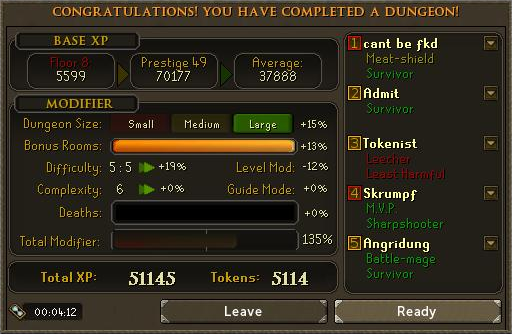 CONGRATULATIONS! YOU HAVE COMPLETED A DUNGEON!
BASE XP
Floor 8: 5599
Prestige 49 70177
Average: 37888
MODIFIER
Dungeon Size: Small Medium Large +15%
Bonus Rooms: +13%
Difficulty: 5:5 +19% Level Mod: -12%
Complexity: 6 +0% Guide Mode: +0%
Deaths: +0%
Total Modifier: 135%
Total XP: 51145 Tokens: 5114
00:04:12
1 cant be fkd
Meat-shield
Survivor
2 Admit
Survivor
3 Tokenist
Leecher
Least Harmful
4 Skrumpf
M.V.P.
Sharpshooter
5 Angridung
Battle-mage
Survivor
Leave
Ready